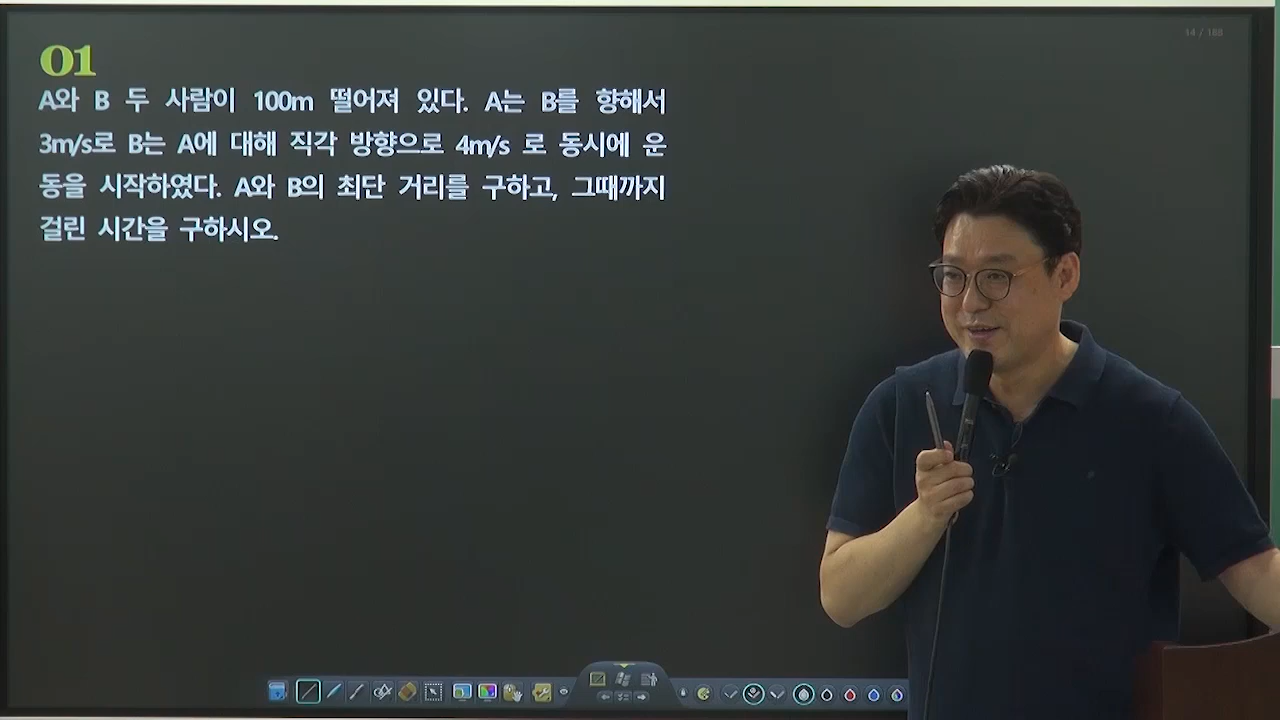 14 / 188
01
A와 B 두 사람이 100m 떨어져 있다. A는 B를 향해서
3m/s로 B는 A에 대해 직각 방향으로 4m/s 로 동시에 운
동을 시작하였다. A와 B의 최단 거리를 구하고, 그때까지
걸린 시간을 구하시오.